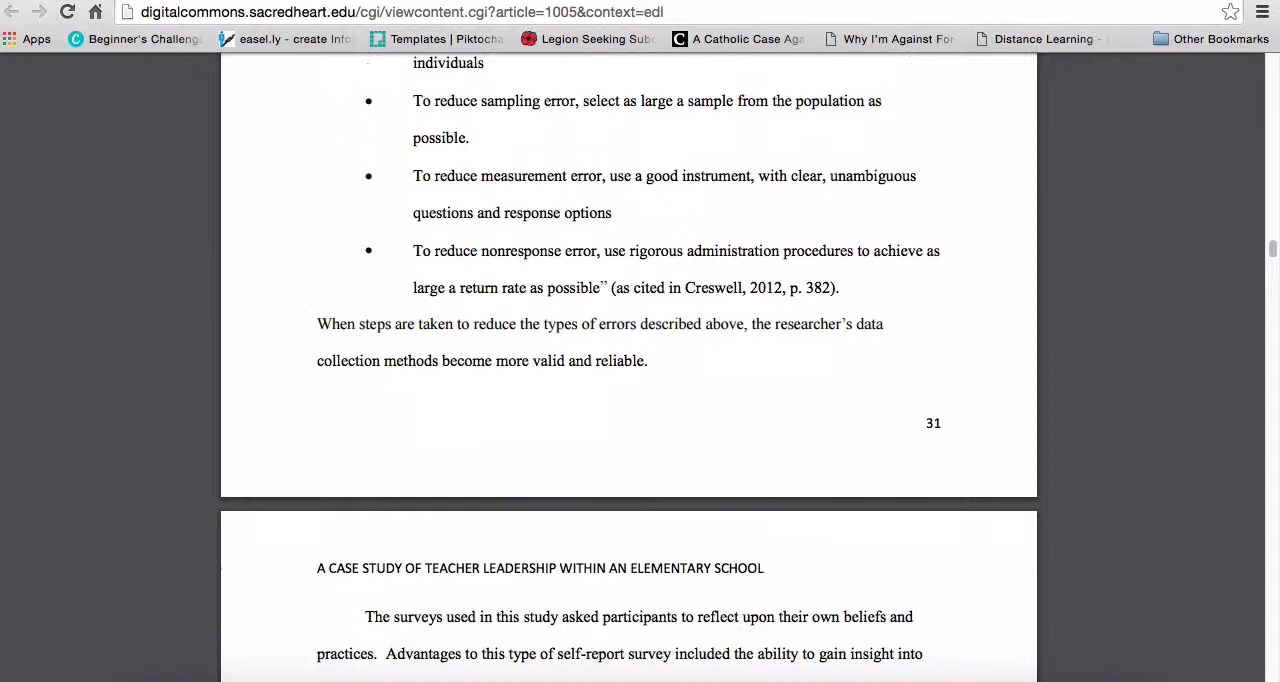 digitalcommons.sacredheart.edu/cgi/viewcontent.cgi?article=1005&context=edl
Apps Beginner's Challeng easel.ly - create Info Templates | Piktocha Legion Seeking Sub A Catholic Case Aga Why I'm Against For Distance Learning - Other Bookmarks
individuals
• To reduce sampling error, select as large a sample from the population as
possible.
• To reduce measurement error, use a good instrument, with clear, unambiguous
questions and response options
• To reduce nonresponse error, use rigorous administration procedures to achieve as
large a return rate as possible” (as cited in Creswell, 2012, p. 382).
When steps are taken to reduce the types of errors described above, the researcher’s data
collection methods become more valid and reliable.
31
A CASE STUDY OF TEACHER LEADERSHIP WITHIN AN ELEMENTARY SCHOOL
The surveys used in this study asked participants to reflect upon their own beliefs and
practices. Advantages to this type of self-report survey included the ability to gain insight into